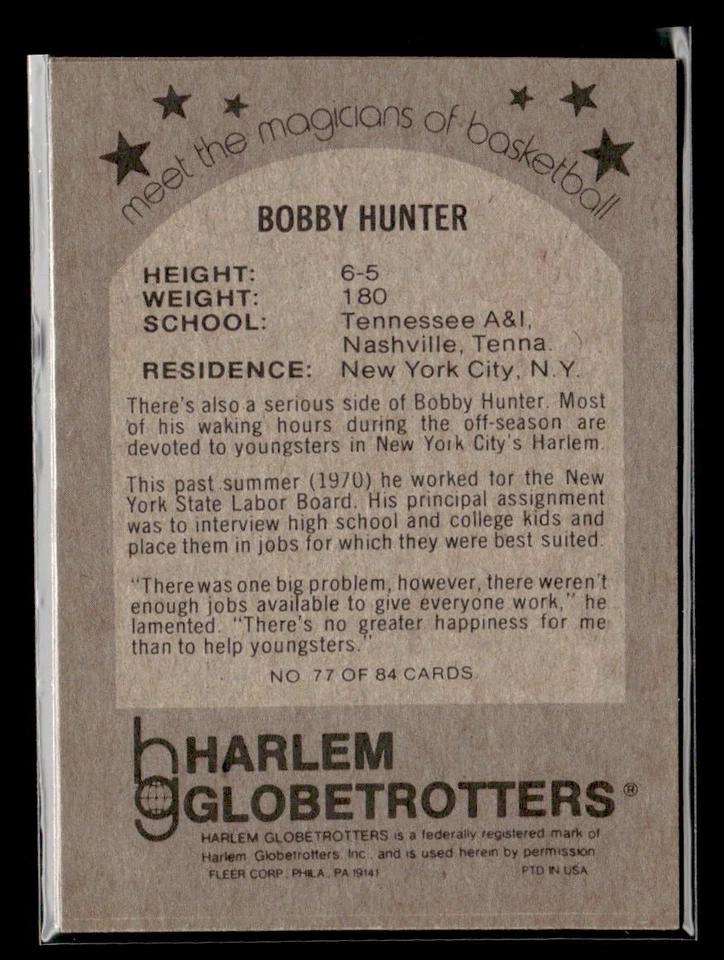 meet the magicians of basketball
BOBBY HUNTER
HEIGHT: 6-5
WEIGHT: 180
SCHOOL: Tennessee A&I,
Nashville, Tenna.
RESIDENCE: New York City, N.Y.
There's also a serious side of Bobby Hunter. Most
of his waking hours during the off-season are
devoted to youngsters in New York City's Harlem.
This past summer (1970) he worked for the New
York State Labor Board. His principal assignment
was to interview high school and college kids and
place them in jobs for which they were best suited.
"There was one big problem, however, there weren't
enough jobs available to give everyone work," he
lamented. "There's no greater happiness for me
than to help youngsters."
NO. 77 OF 84 CARDS
hg HARLEM
GLOBETROTTERS®
HARLEM GLOBETROTTERS is a federally registered mark of
Harlem Globetrotters, Inc., and is used herein by permission
FLEER CORP., PHILA., PA 19141 PTD IN USA